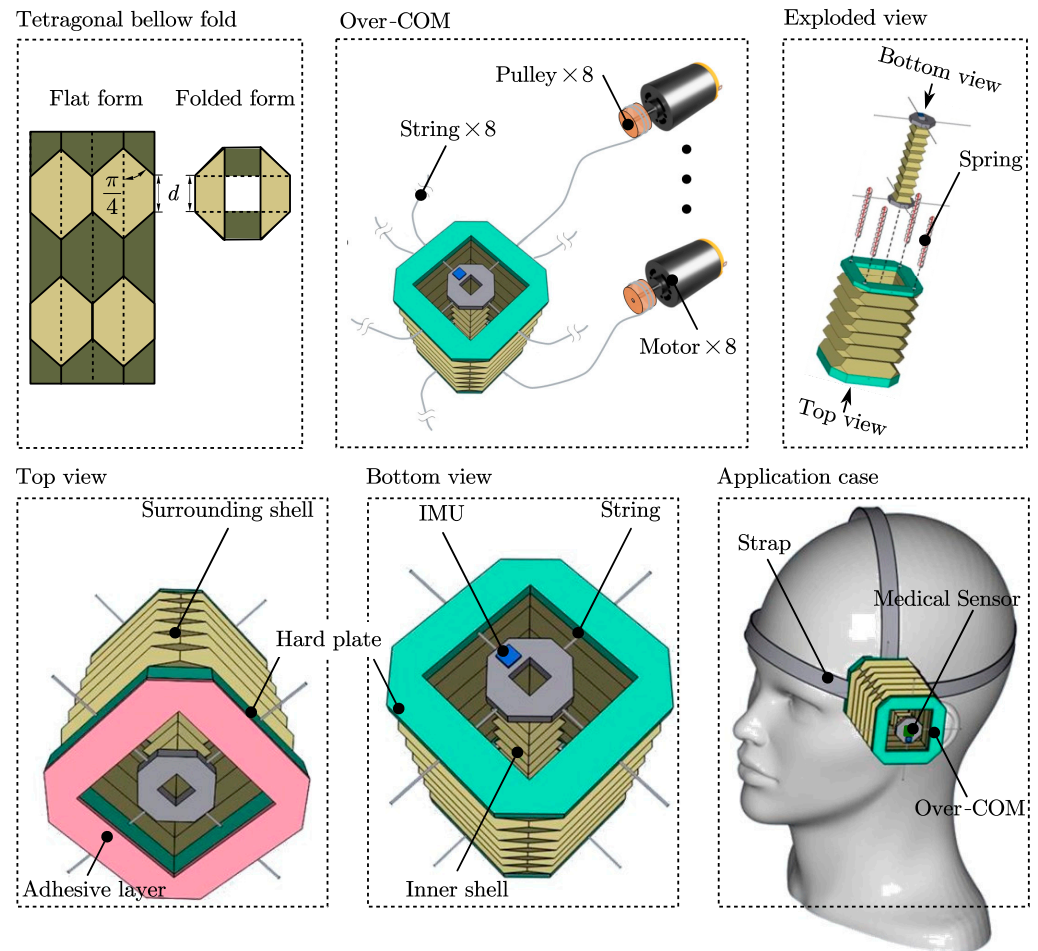 Tetragonal bellow fold
Over-COM
Exploded view
Flat form
Folded form
π
4
d
Pulley × 8
String × 8
Motor × 8
Bottom view
Spring
Top view
Top view
Bottom view
Application case
Surrounding shell
Hard plate
Adhesive layer
IMU
String
Inner shell
Strap
Medical Sensor
Over-COM